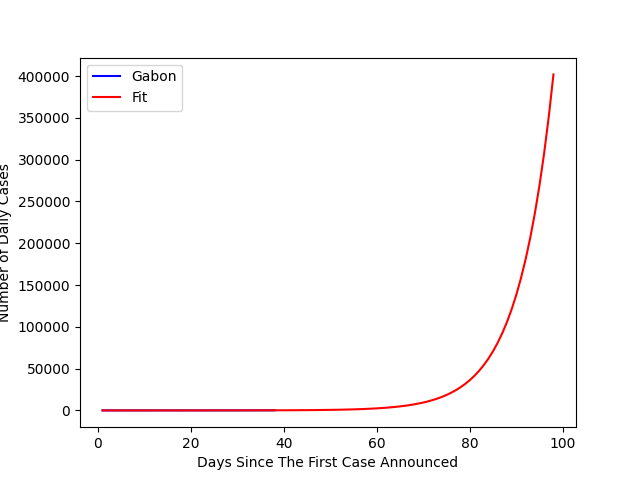 400000
350000
300000
250000
200000
150000
100000
50000
0
Number of Daily Cases
Gabon
Fit
0 20 40 60 80 100
Days Since The First Case Announced